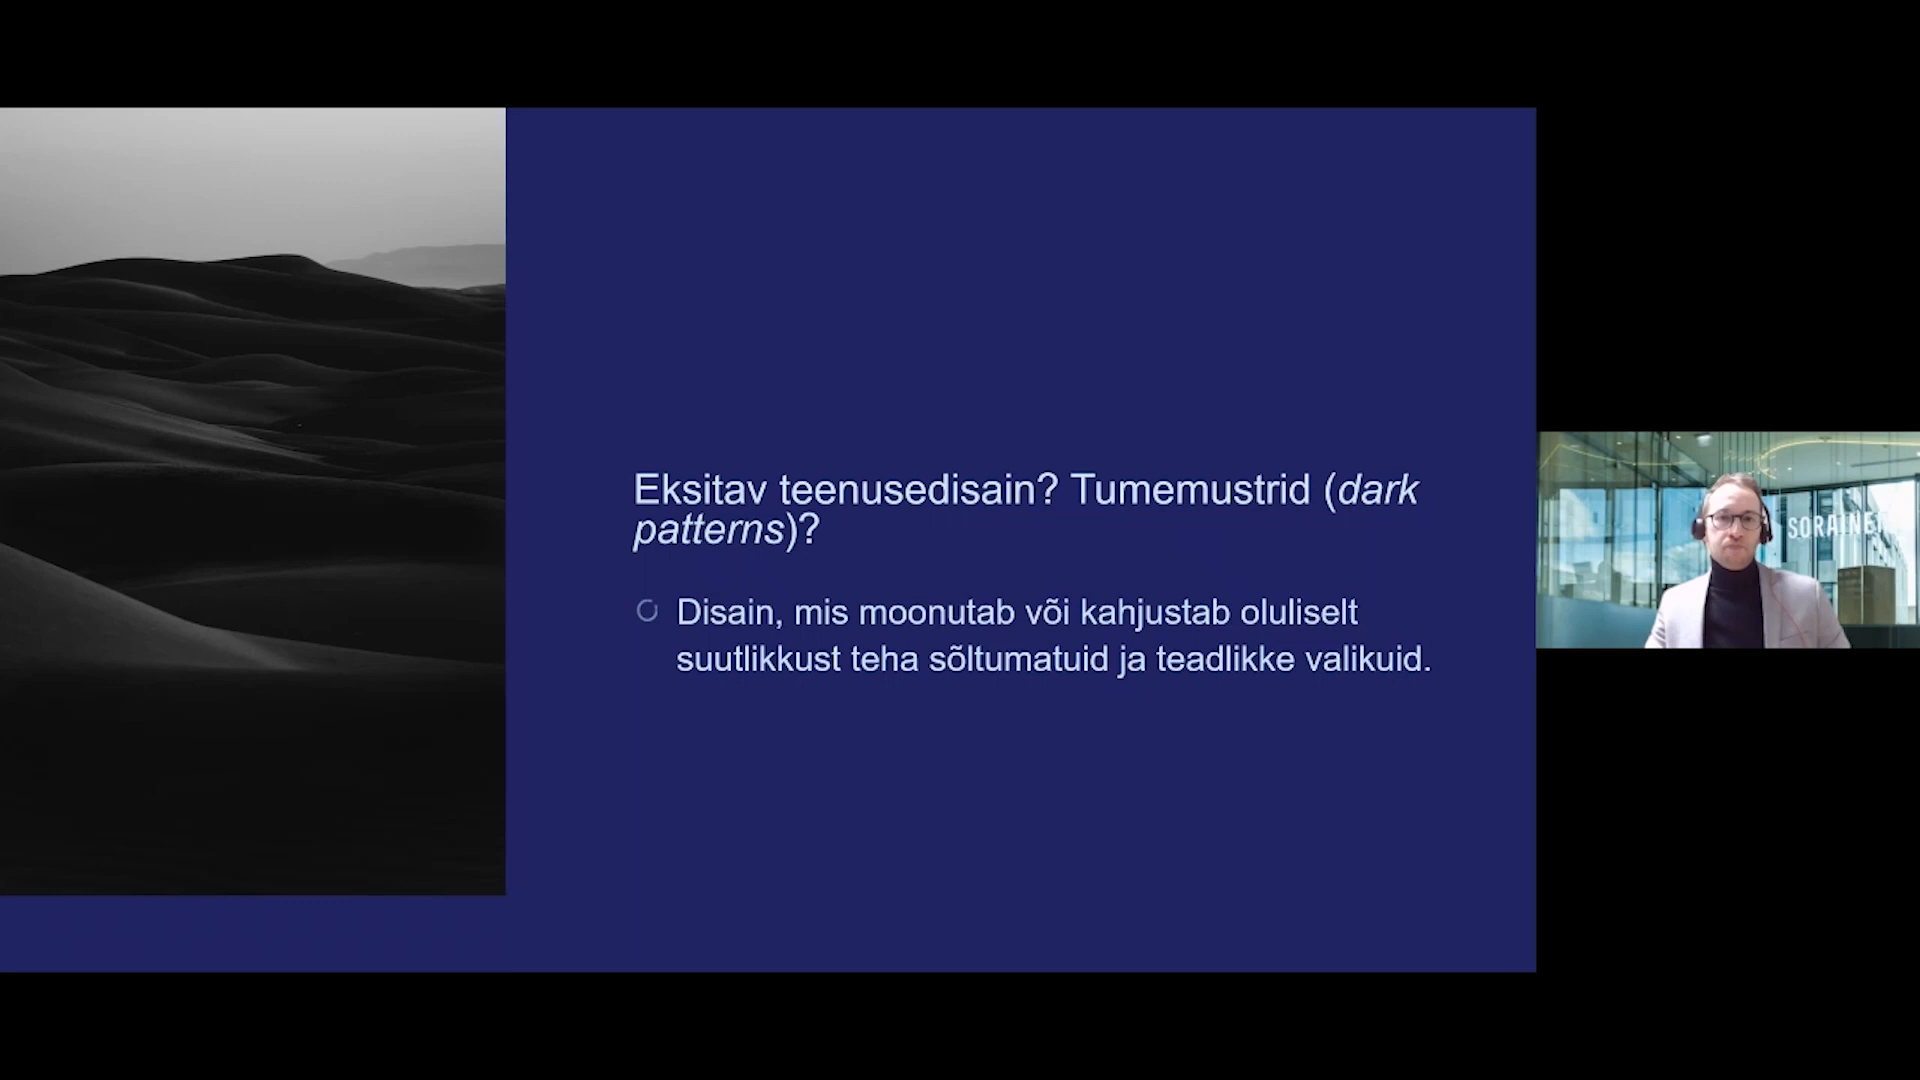 Eksitav teenusedisain? Tumemustrid (dark
patterns)?
Disain, mis moonutab või kahjustab oluliselt
suutlikkust teha sõltumatuid ja teadlikke valikuid.
SORAINEN